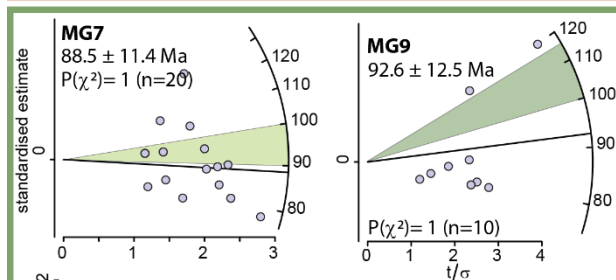 MG7
88.5 ± 11.4 Ma
P(χ²)= 1 (n=20)
standardised estimate
0
120
110
100
90
80
0
1
2
3
2
MG9
92.6 ± 12.5 Ma
0
120
110
100
90
80
P(χ²)= 1 (n=10)
0
1
2
3
4
t/σ